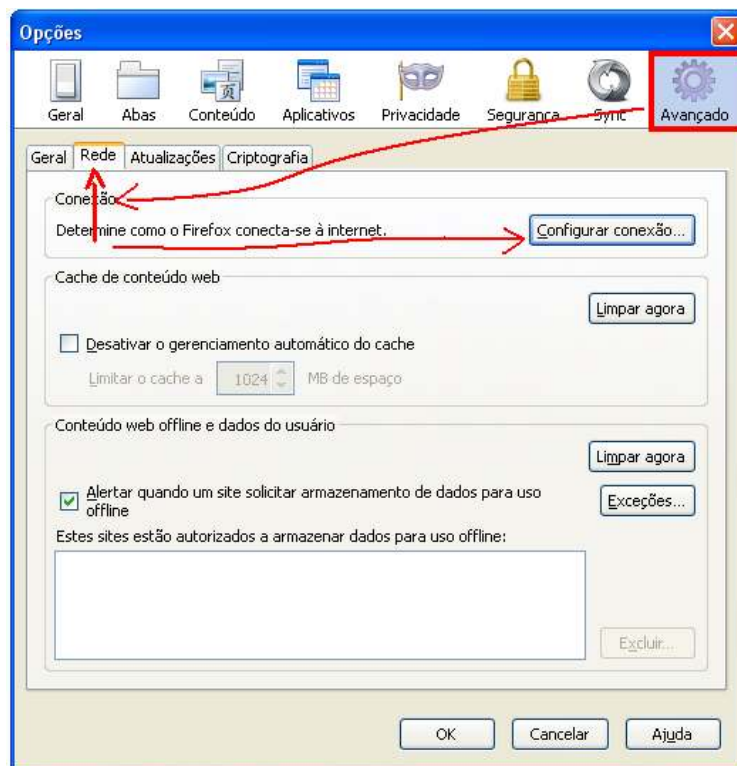 Opções
Geral Abas Conteúdo Aplicativos Privacidade Segurança Sync Avançado
Geral Rede Atualizações Criptografia
Conexão
Determine como o Firefox conecta-se à internet.
Configurar conexão...
Cache de conteúdo web
Limpar agora
Desativar o gerenciamento automático do cache
Limitar o cache a 1024 MB de espaço
Conteúdo web offline e dados do usuário
Limpar agora
Alertar quando um site solicitar armazenamento de dados para uso
offline
Exceções...
Estes sites estão autorizados a armazenar dados para uso offline:
Excluir...
OK Cancelar Ajuda